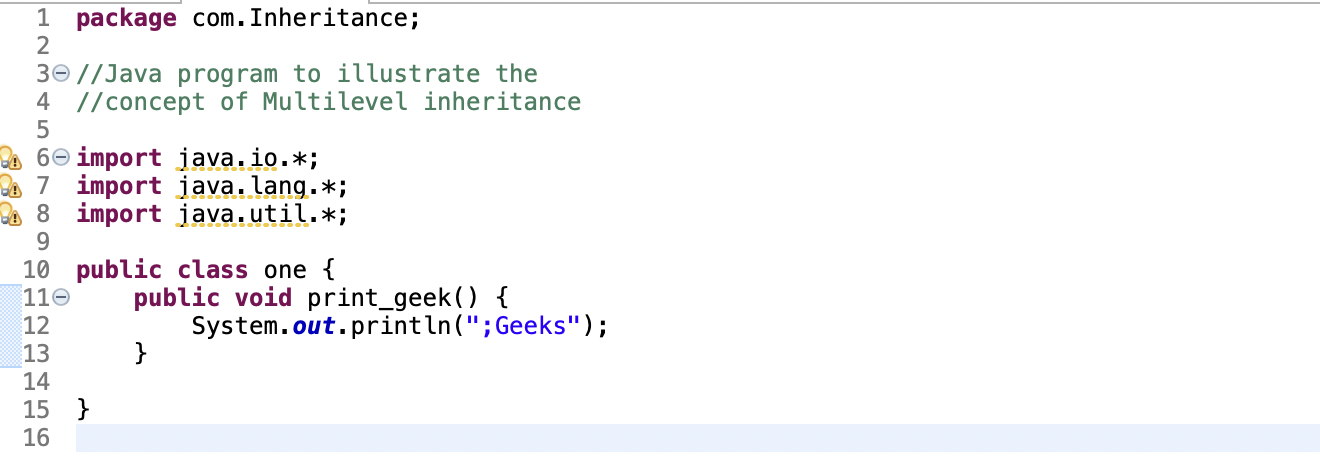 1 package com.Inheritance;
2
3 //Java program to illustrate the
4 //concept of Multilevel inheritance
5
6 import java.io.*;
7 import java.lang.*;
8 import java.util.*;
9
10 public class one {
11     public void print_geek() {
12         System.out.println(";Geeks");
13     }
14
15 }
16